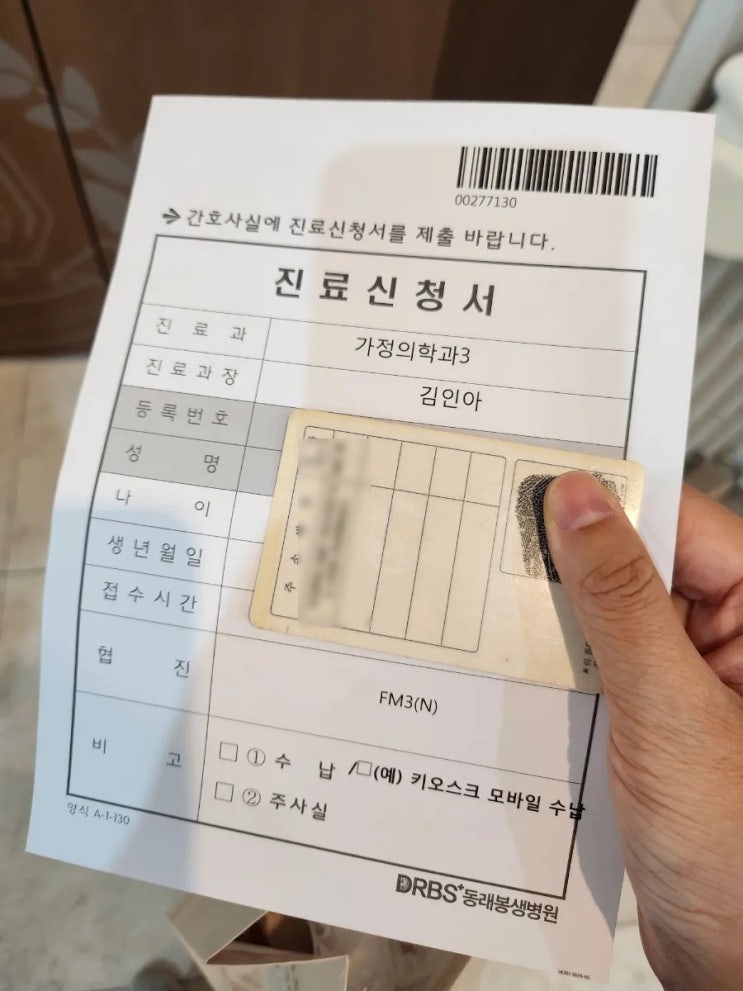 00277130
➔ 간호사실에 진료신청서를 제출 바랍니다.
진료신청서
진 료 과 가정의학과3
진료과장 김인아
등록번호
성 명
나 이
생년월일
접수시간
협 진 FM3(N)
비 고 □ ① 수 납 /□(예) 키오스크 모바일 수납
□ ② 주사실
양식 A-1-130
DRBS+동래봉생병원